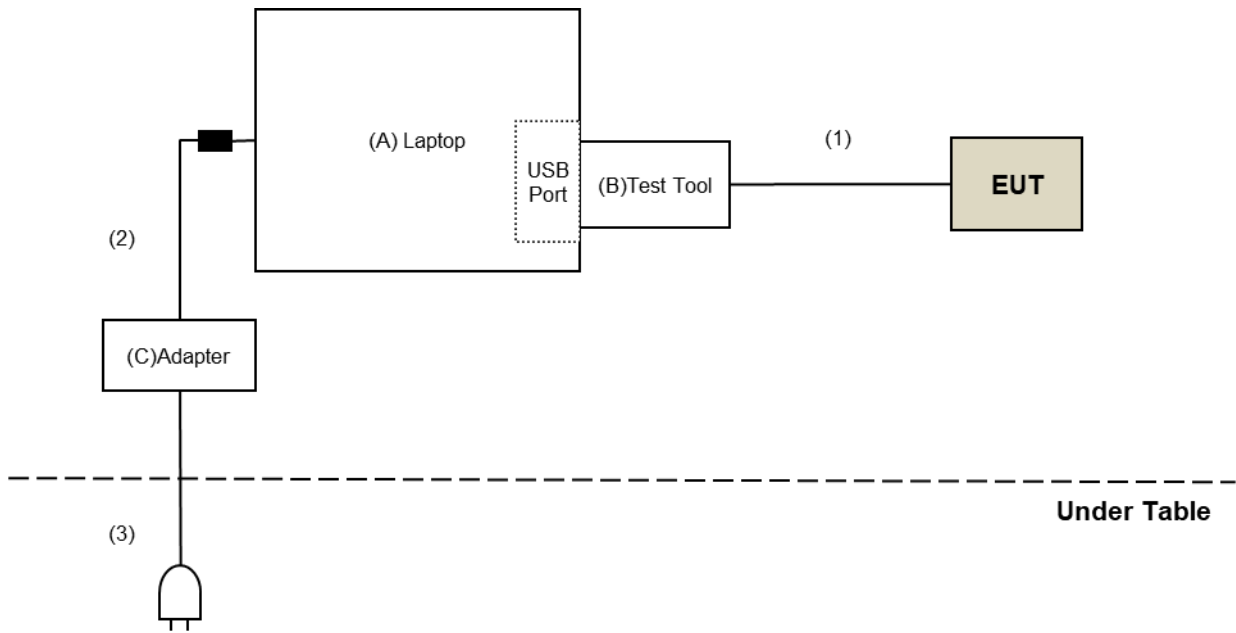 (A) Laptop
USB
Port
(B)Test Tool
(1)
EUT
(2)
(C)Adapter
Under Table
(3)